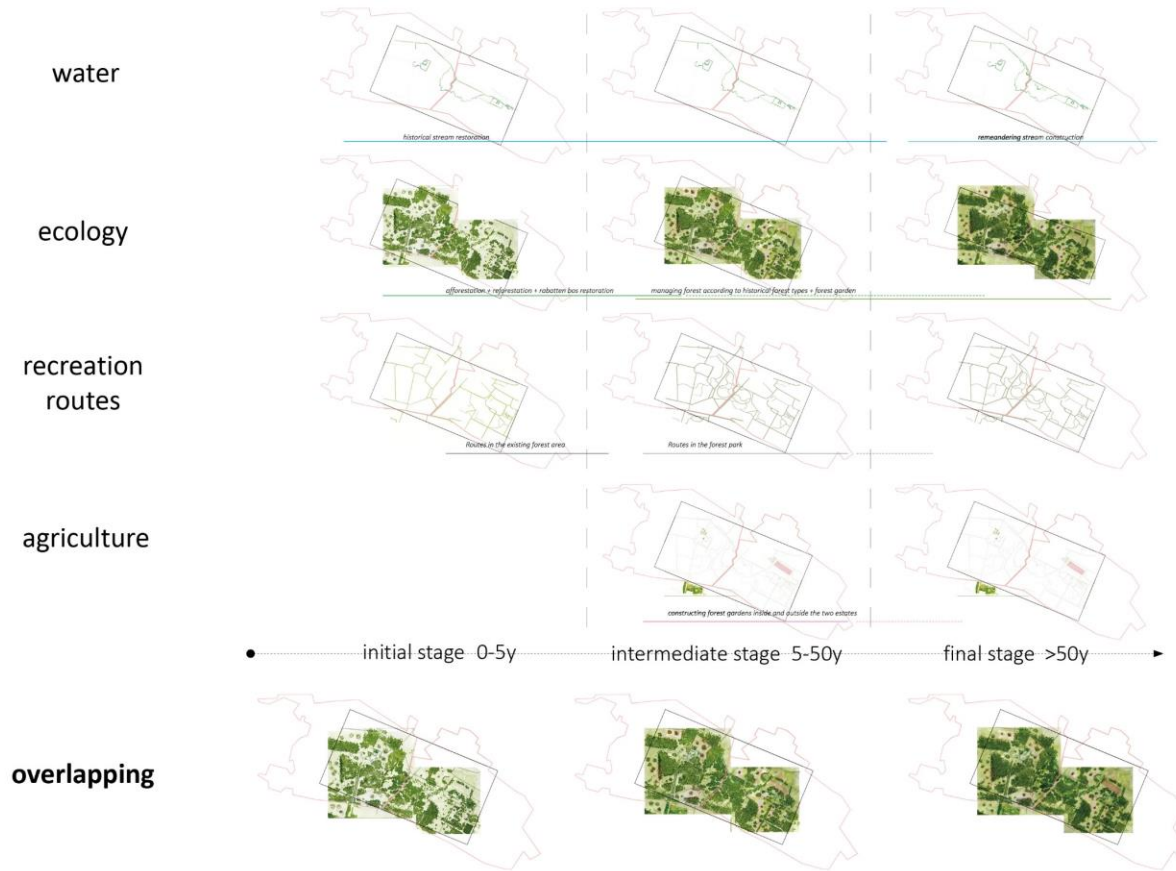 water
historical stream restoration
remeandering stream construction
ecology
afforestation + reforestation + rabatten bos restoration
managing forest according to historical forest types + forest garden
recreation
routes
Routes in the existing forest area
Routes in the forest park
agriculture
constructing forest gardens inside and outside the two estates
initial stage 0-5y
intermediate stage 5-50y
final stage >50y
overlapping